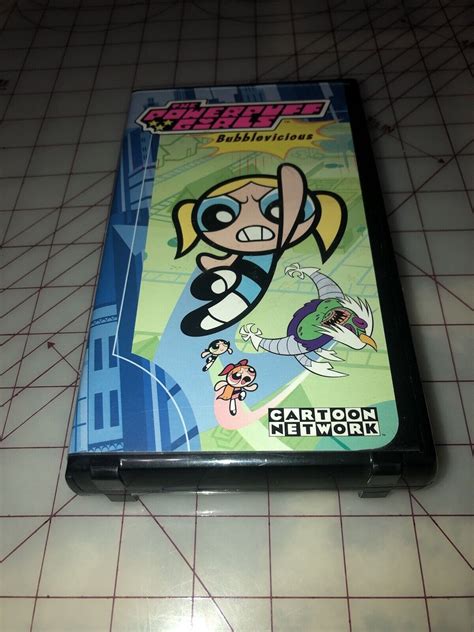 THE
POWERPUFF
GIRLS
Bubblevicious
CARTOON
NETWORK